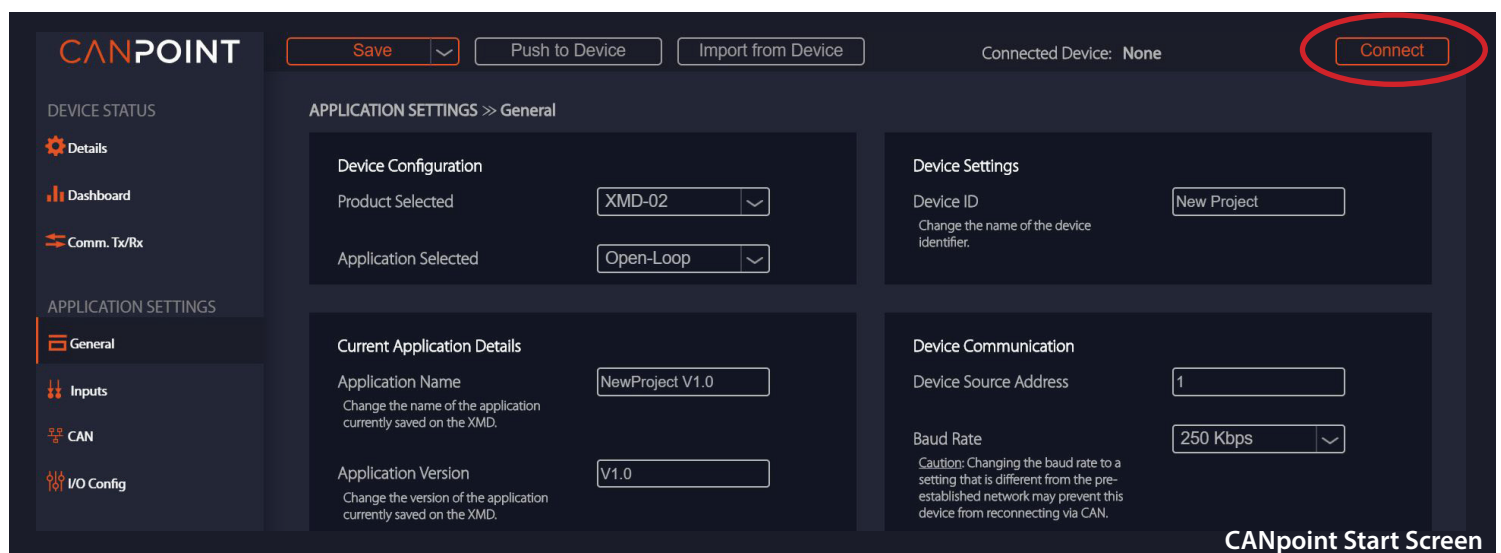 CANPOINT
Save
Push to Device
Import from Device
Connected Device: None
Connect
DEVICE STATUS
Details
Dashboard
Comm. Tx/Rx
APPLICATION SETTINGS
General
Inputs
CAN
I/O Config
APPLICATION SETTINGS >> General
Device Configuration
Product Selected
XMD-02
Application Selected
Open-Loop
Device Settings
Device ID
New Project
Change the name of the device
identifier.
Current Application Details
Application Name
NewProject V1.0
Change the name of the application
currently saved on the XMD.
Application Version
V1.0
Change the version of the application
currently saved on the XMD.
Device Communication
Device Source Address
1
Baud Rate
250 Kbps
Caution: Changing the baud rate to a
setting that is different from the pre-
established network may prevent this
device from reconnecting via CAN.
CANpoint Start Screen